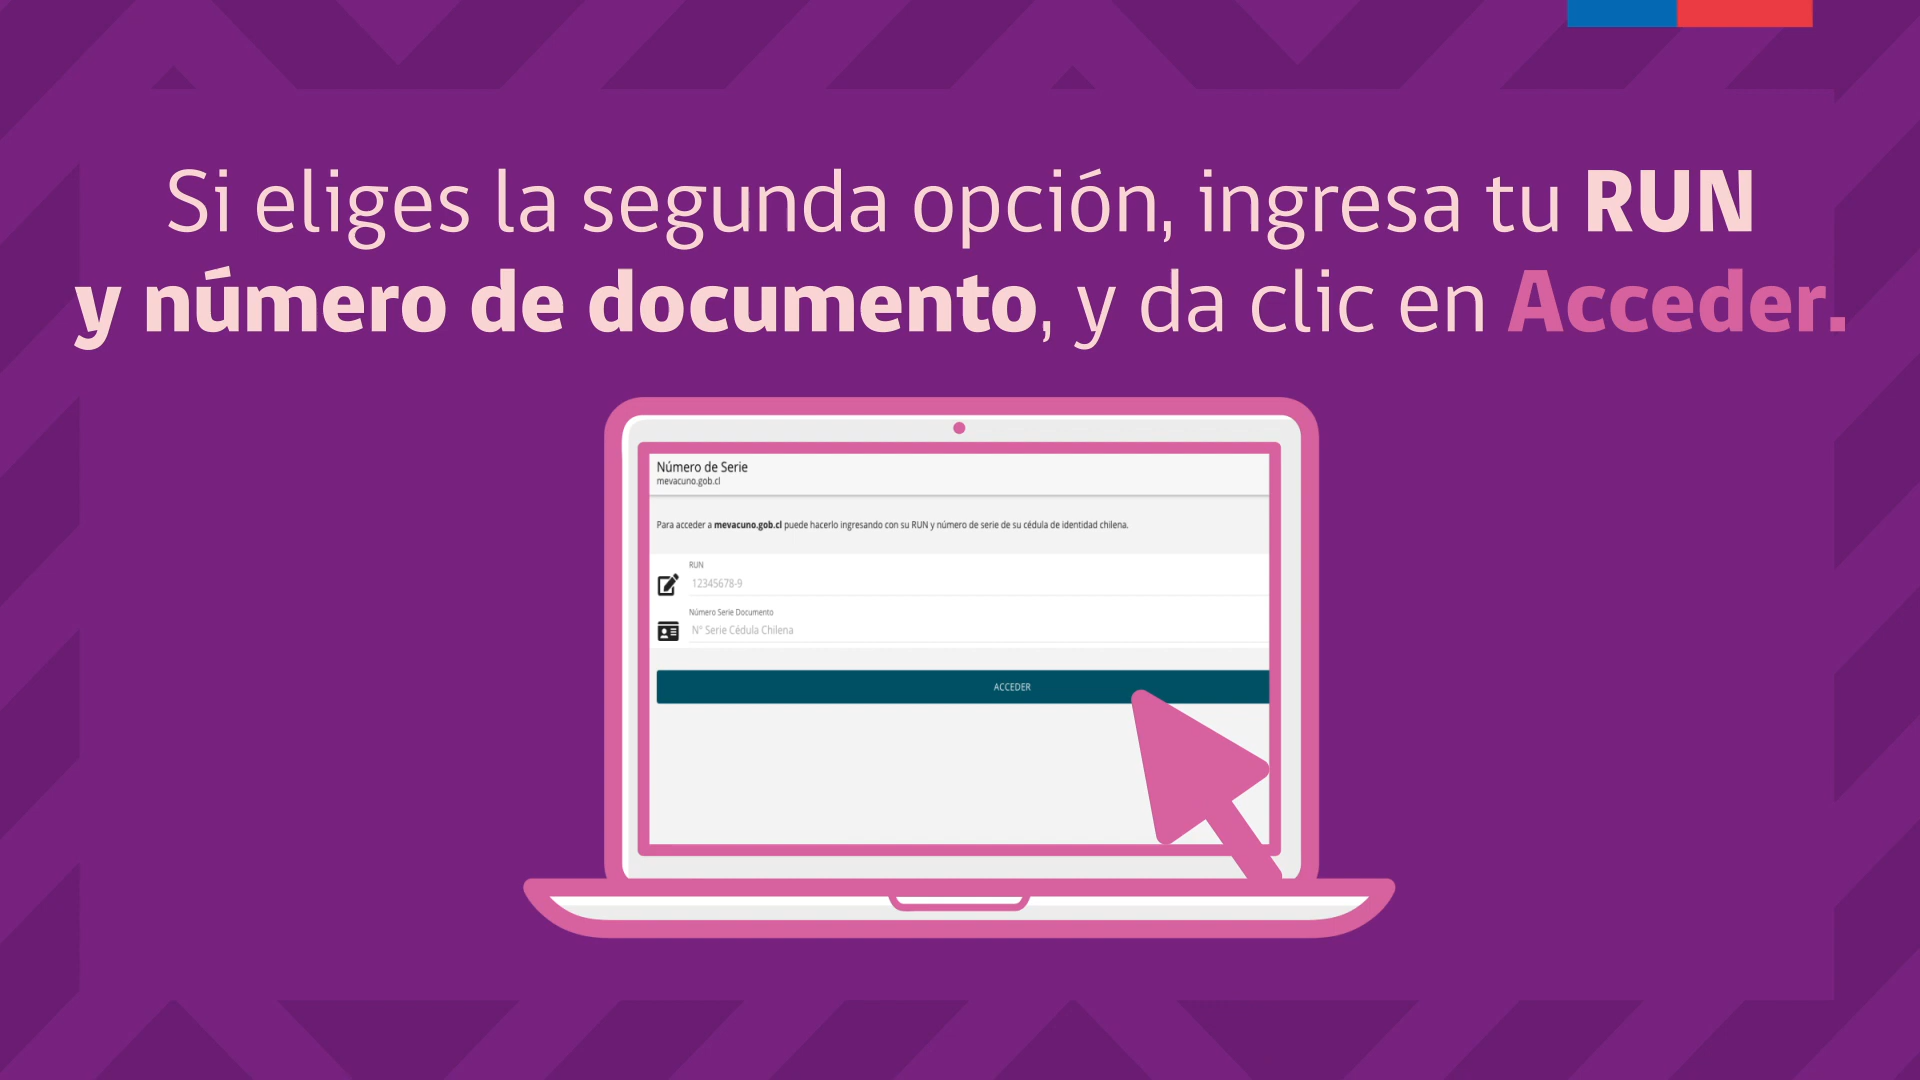 Si eliges la segunda opción, ingresa tu RUN
y número de documento, y da clic en Acceder.
Número de Serie
mevacuno.gob.cl
Para acceder a mevacuno.gob.cl puede hacerlo ingresando con su RUN y número de serie de su cédula de identidad chilena.
RUN
12345678-9
Número Serie Documento
N° Serie Cédula Chilena
ACCEDER